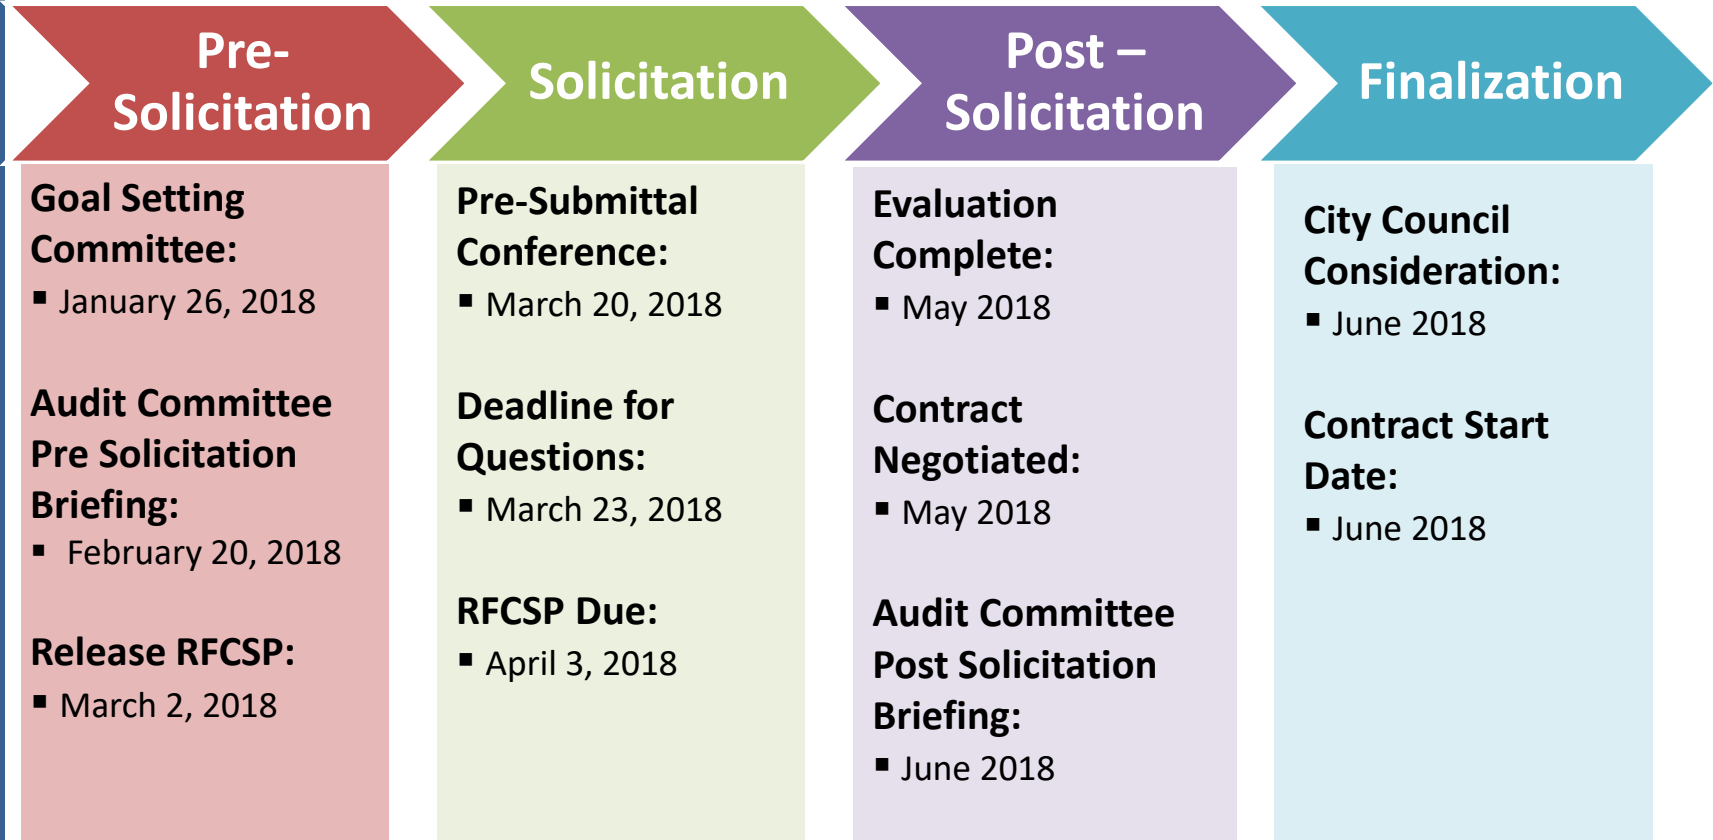 Pre-
Solicitation
Goal Setting
Committee:
▪ January 26, 2018
Audit Committee
Pre Solicitation
Briefing:
▪ February 20, 2018
Release RFCSP:
▪ March 2, 2018
Solicitation
Pre-Submittal
Conference:
▪ March 20, 2018
Deadline for
Questions:
▪ March 23, 2018
RFCSP Due:
▪ April 3, 2018
Post –
Solicitation
Evaluation
Complete:
▪ May 2018
Contract
Negotiated:
▪ May 2018
Audit Committee
Post Solicitation
Briefing:
▪ June 2018
Finalization
City Council
Consideration:
▪ June 2018
Contract Start
Date:
▪ June 2018